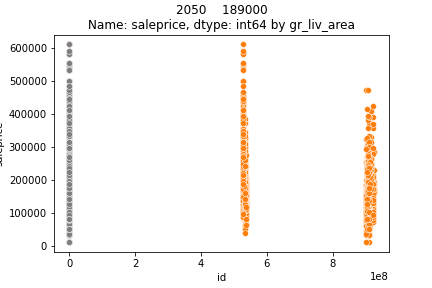 2050    189000
Name: saleprice, dtype: int64 by gr_liv_area
600000
500000
400000
300000
200000
100000
0
saleprice
0 2 4 6 8
1e8
id